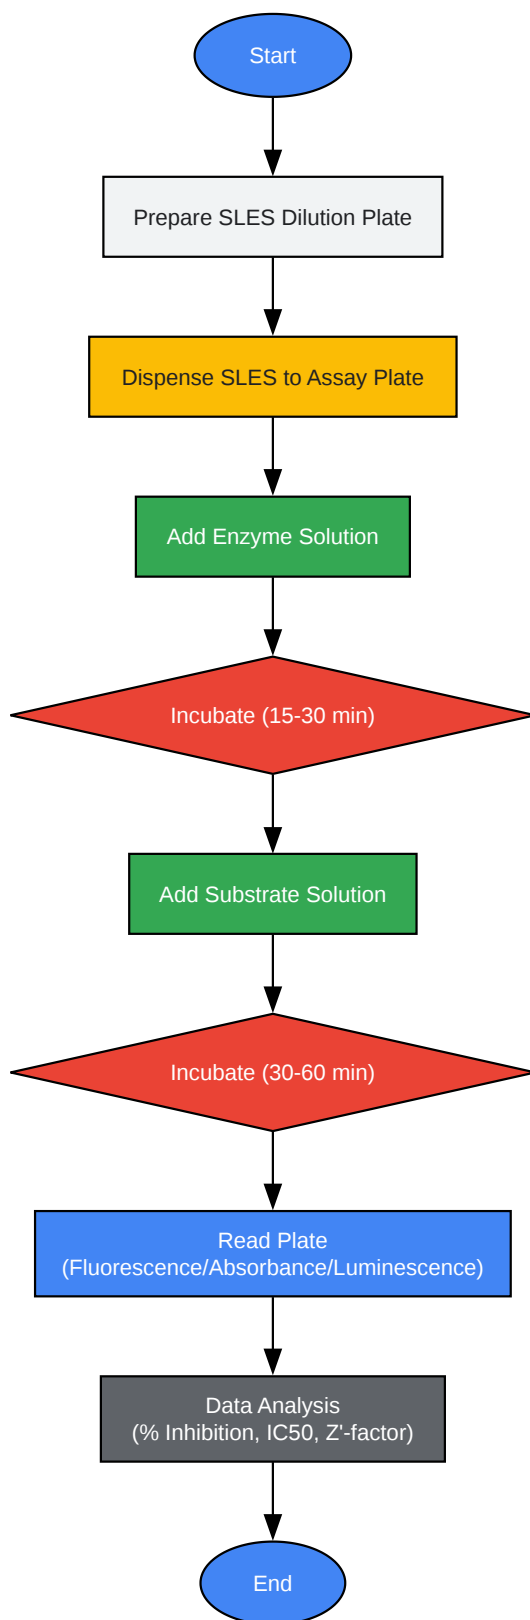 Start
Prepare SLES Dilution Plate
Dispense SLES to Assay Plate
Add Enzyme Solution
Incubate (15-30 min)
Add Substrate Solution
Incubate (30-60 min)
Read Plate
(Fluorescence/Absorbance/Luminescence)
Data Analysis
(% Inhibition, IC50, Z'-factor)
End